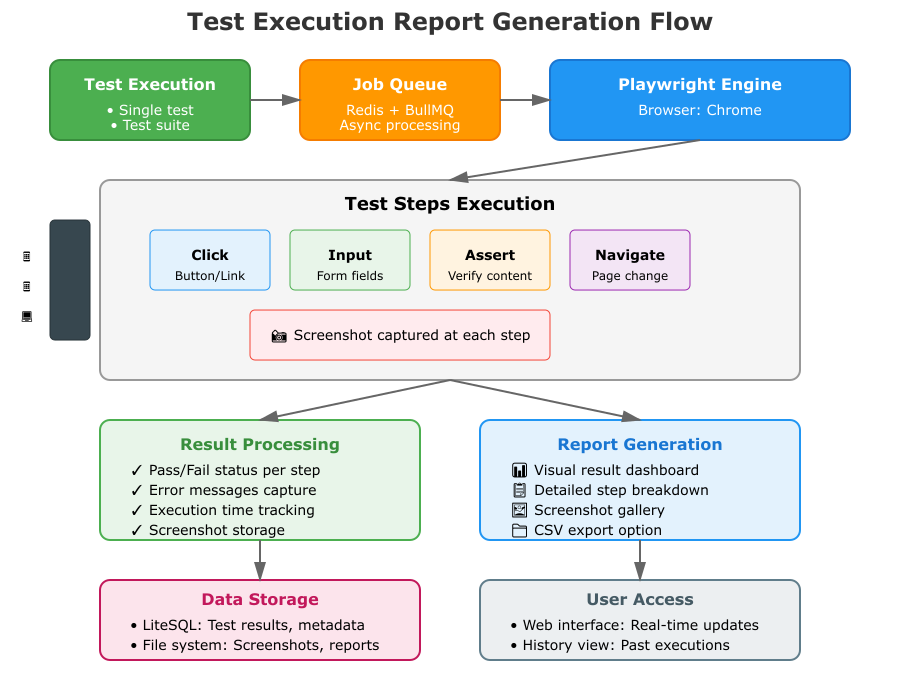 Test Execution Report Generation Flow
Test Execution
• Single test
• Test suite
Job Queue
Redis + BullMQ
Async processing
Playwright Engine
Browser: Chrome
Test Steps Execution
Click
Button/Link
Input
Form fields
Assert
Verify content
Navigate
Page change
Screenshot captured at each step
Result Processing
✓ Pass/Fail status per step
✓ Error messages capture
✓ Execution time tracking
✓ Screenshot storage
Report Generation
Visual result dashboard
Detailed step breakdown
Screenshot gallery
CSV export option
Data Storage
• LiteSQL: Test results, metadata
• File system: Screenshots, reports
User Access
• Web interface: Real-time updates
• History view: Past executions